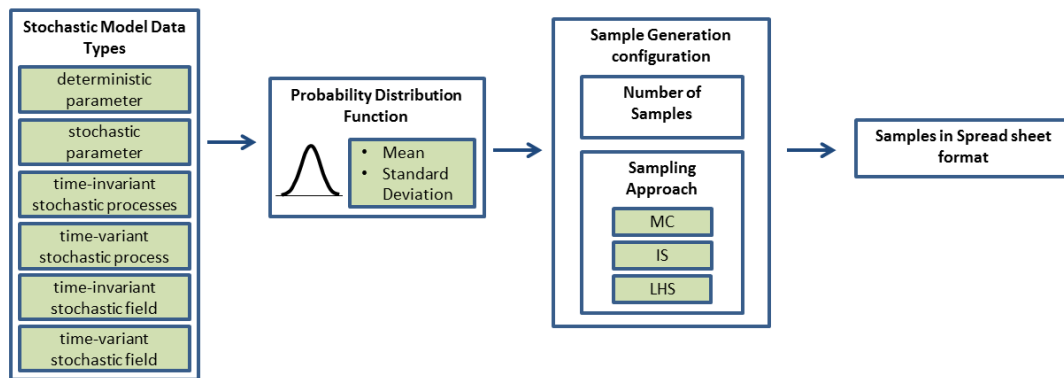 Stochastic Model Data
Types
deterministic
parameter
stochastic
parameter
time-invariant
stochastic processes
time-variant
stochastic process
time-invariant
stochastic field
time-variant
stochastic field
Probability Distribution
Function
• Mean
• Standard
Deviation
Sample Generation
configuration
Number of
Samples
Sampling
Approach
MC
IS
LHS
Samples in Spread sheet
format